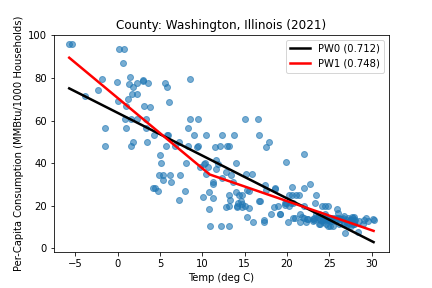 County: Washington, Illinois (2021)
PW0 (0.712)
PW1 (0.748)
Per-Capita Consumption (MMBtu/1000 Households)
100
80
60
40
20
0
−5 0 5 10 15 20 25 30
Temp (deg C)